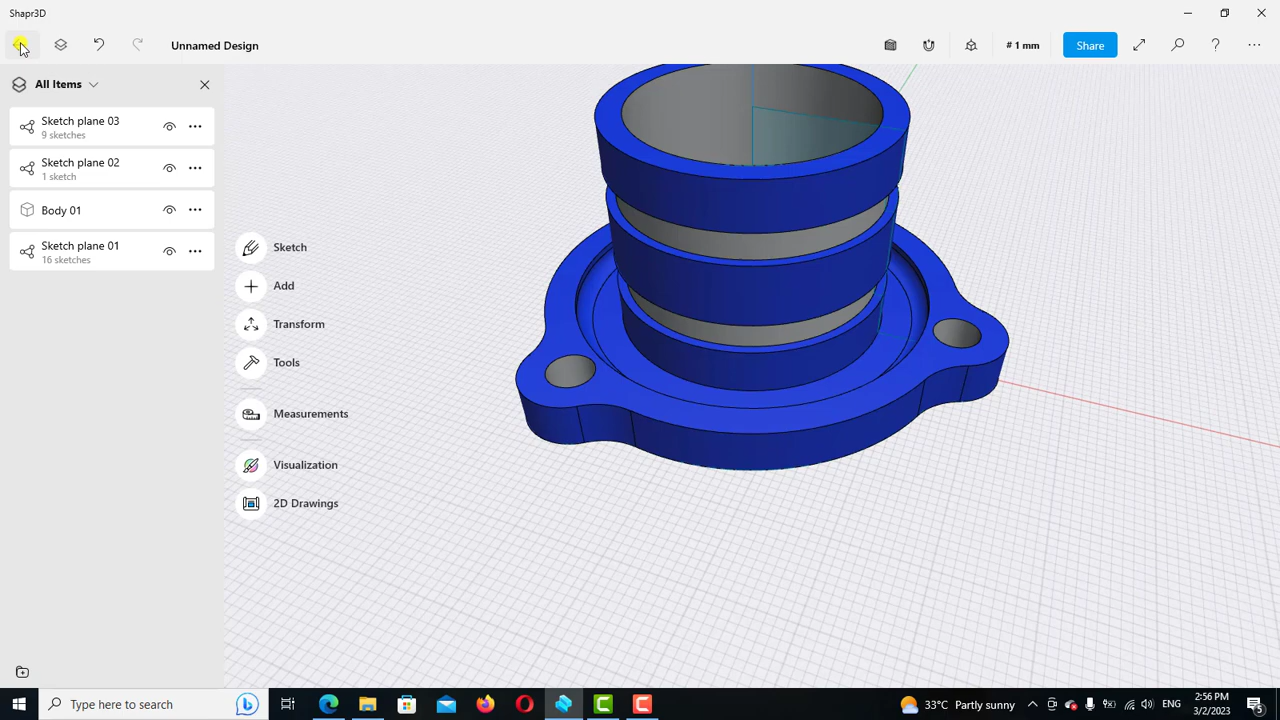 Shapr3D
Unnamed Design
# 1 mm
Share
All Items
Sketch plane 03
9 sketches
Sketch plane 02
1 sketch
Body 01
Sketch plane 01
16 sketches
Sketch
Add
Transform
Tools
Measurements
Visualization
2D Drawings
Type here to search
33°C Partly sunny
ENG
2:56 PM
3/2/2023